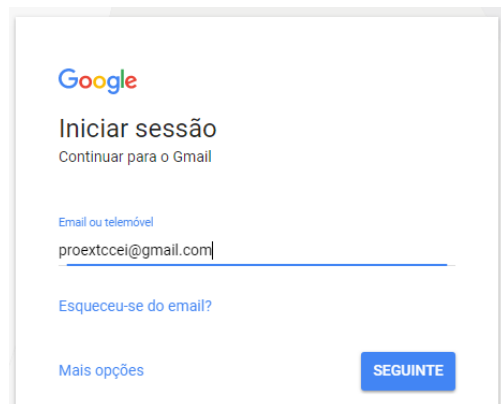 Google
Iniciar sessão
Continuar para o Gmail
Email ou telemóvel
proextccei@gmail.com
Esqueceu-se do email?
Mais opções
SEGUINTE